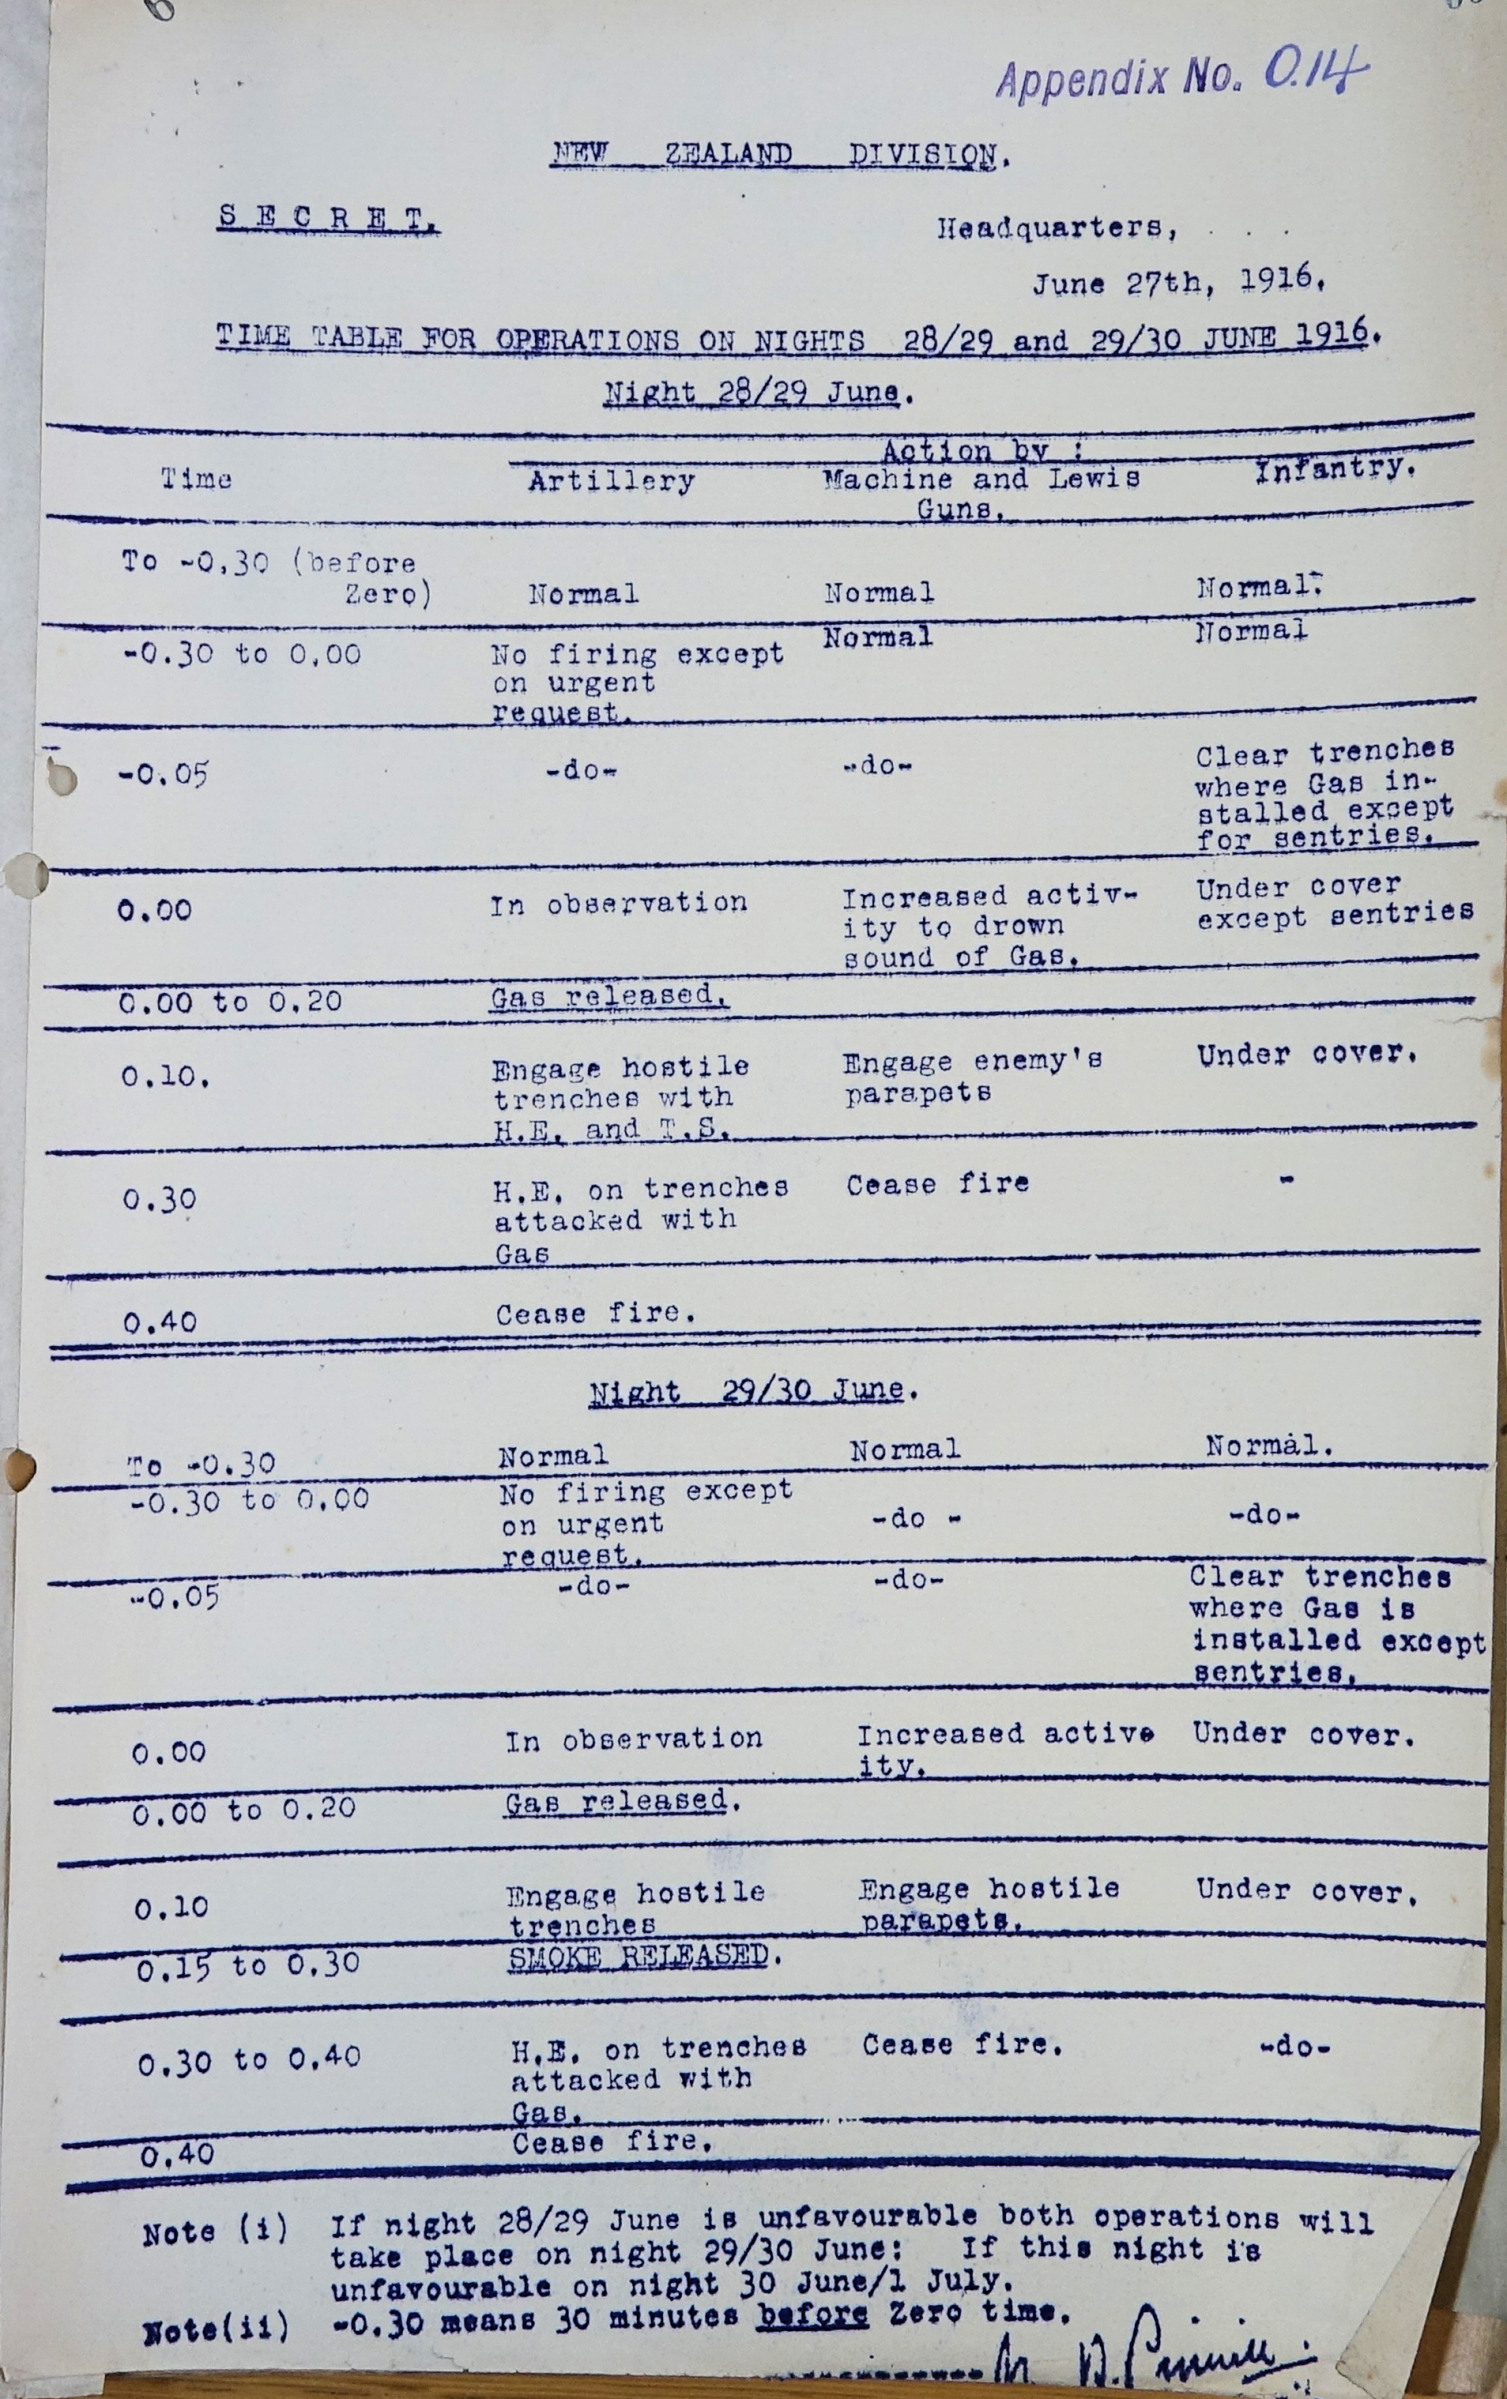 6
Appendix No. 0.14
NEW ZEALAND DIVISION.
S E C R E T.
Headquarters,
June 27th, 1916.
TIME TABLE FOR OPERATIONS ON NIGHTS 28/29 and 29/30 JUNE 1916.
Night 28/29 June.
Action by :
Time Artillery Machine and Lewis Infantry.
Guns.
To -0.30 (before
Zero) Normal Normal Normal.
-0.30 to 0.00 No firing except Normal Normal
on urgent
request.
-0.05 -do- -do- Clear trenches
where Gas in-
stalled except
for sentries.
0.00 In observation Increased activ- Under cover
ity to drown except sentries
sound of Gas.
0.00 to 0.20 Gas released.
0.10. Engage hostile Engage enemy's Under cover.
trenches with parapets
H.E. and T.S.
0.30 H.E. on trenches Cease fire -
attacked with
Gas
0.40 Cease fire.
Night 29/30 June.
To -0.30 Normal Normal Normal.
-0.30 to 0.00 No firing except
on urgent -do - -do-
request.
-0.05 -do- -do- Clear trenches
where Gas is
installed except
sentries.
0.00 In observation Increased active Under cover.
ity.
0.00 to 0.20 Gas released.
0.10 Engage hostile Engage hostile Under cover.
trenches parapets.
0.15 to 0.30 SMOKE RELEASED.
0.30 to 0.40 H.E. on trenches Cease fire. -do-
attacked with
Gas.
0.40 Cease fire.
Note (i) If night 28/29 June is unfavourable both operations will
take place on night 29/30 June: If this night is
unfavourable on night 30 June/1 July.
Note(ii) -0.30 means 30 minutes before Zero time.